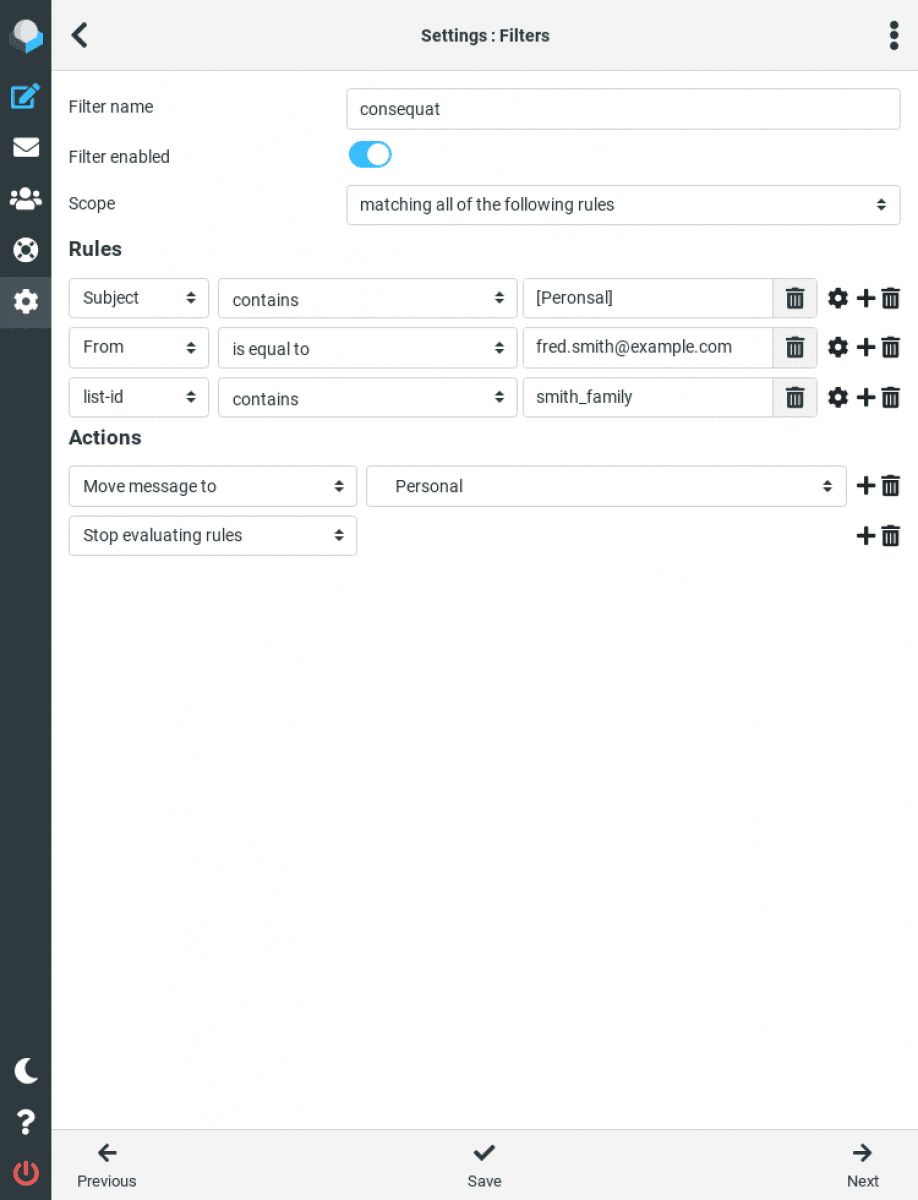 Settings : Filters
Filter name
consequat
Filter enabled
Scope
matching all of the following rules
Rules
Subject contains [Peronsal]
From is equal to fred.smith@example.com
list-id contains smith_family
Actions
Move message to Personal
Stop evaluating rules
Previous Save Next